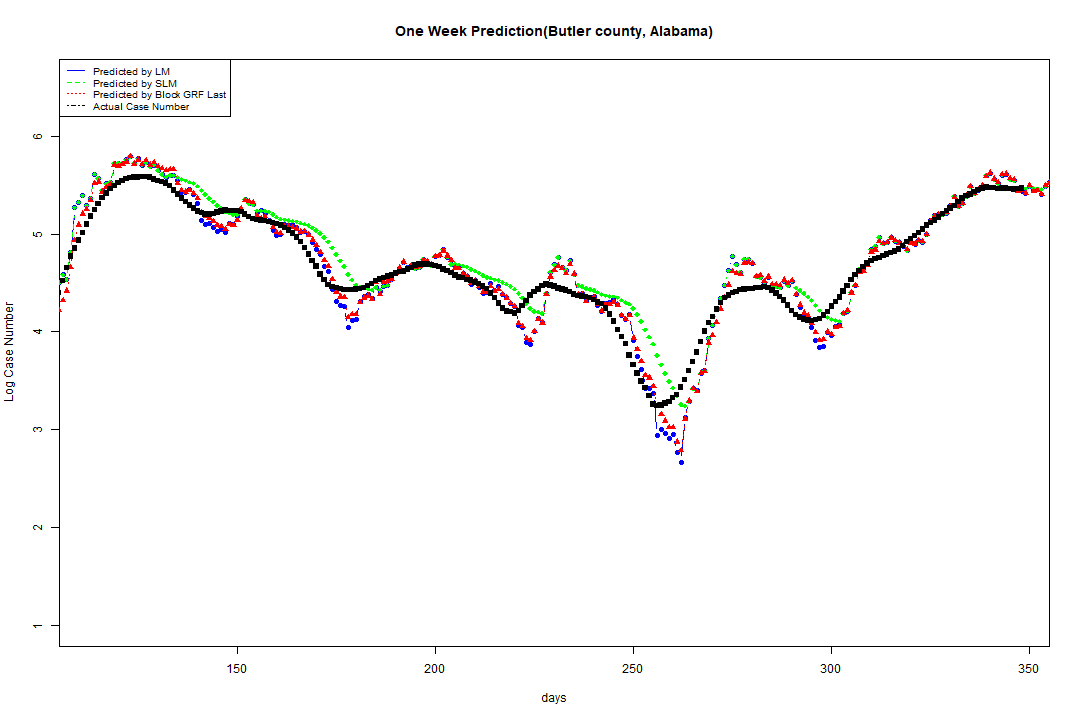 One Week Prediction(Butler county, Alabama)
Predicted by LM
Predicted by SLM
Predicted by Block GRF Last
Actual Case Number
6
5
4
3
2
1
Log Case Number
150 200 250 300 350
days